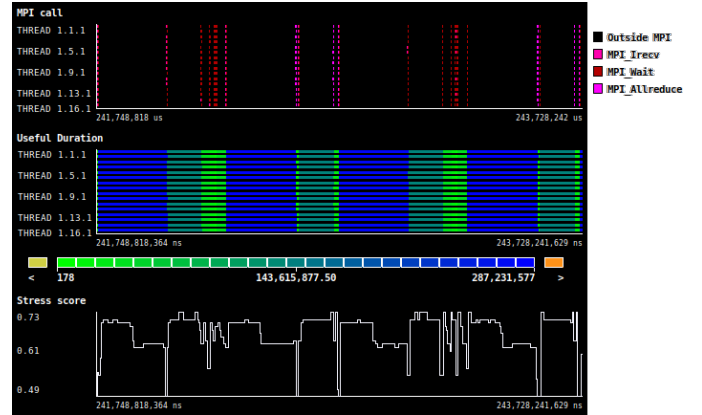 MPI call
THREAD 1.1.1
THREAD 1.5.1
THREAD 1.9.1
THREAD 1.13.1
THREAD 1.16.1
241,748,818 us 243,728,242 us
Outside MPI
MPI_Irecv
MPI_Wait
MPI_Allreduce
Useful Duration
THREAD 1.1.1
THREAD 1.5.1
THREAD 1.9.1
THREAD 1.13.1
THREAD 1.16.1
241,748,818,364 ns 243,728,241,629 ns
< 178 143,615,877.50 287,231,577 >
Stress score
0.73
0.61
0.49
241,748,818,364 ns 243,728,241,629 ns